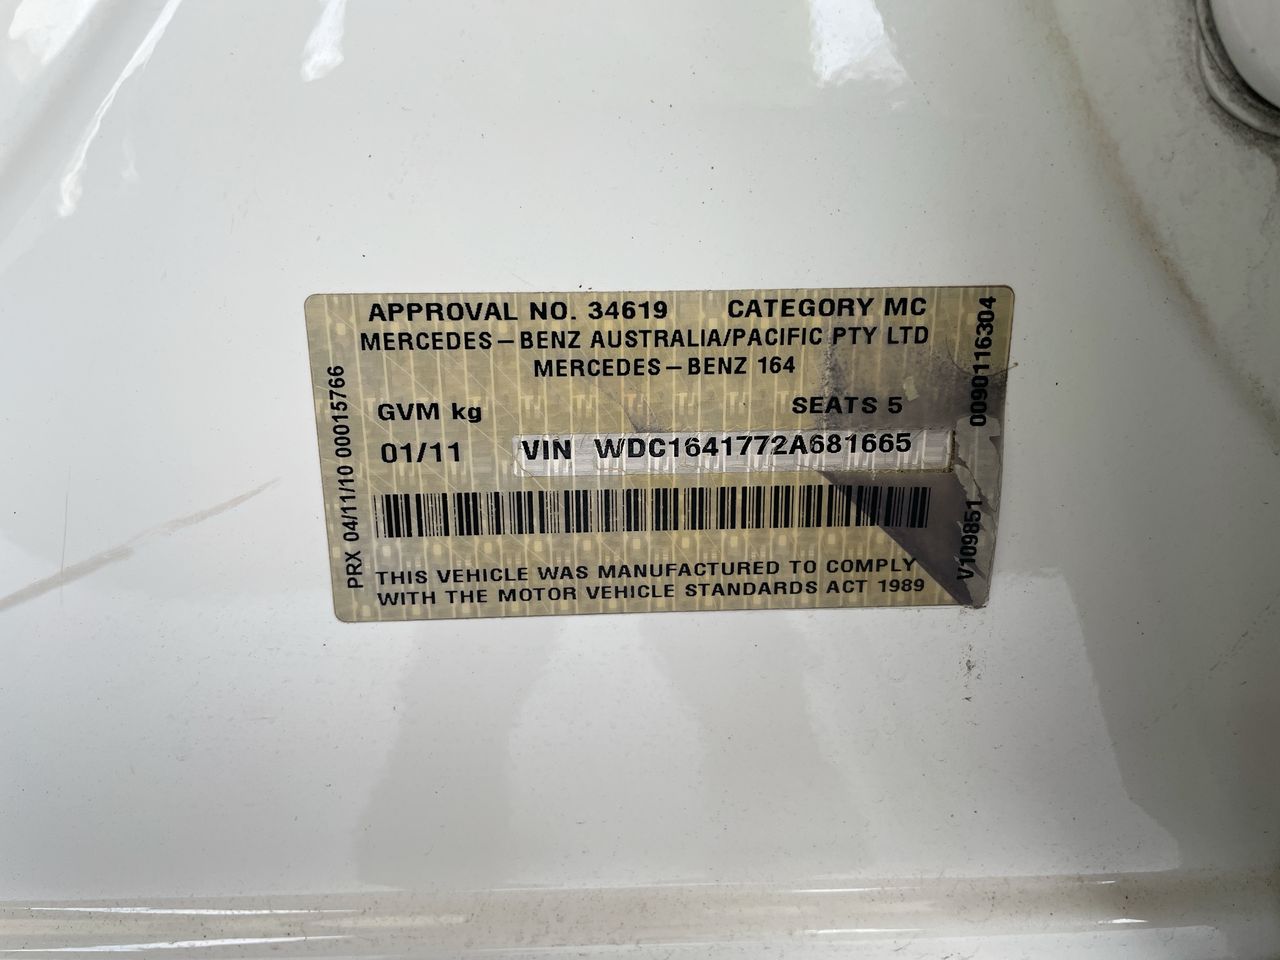 APPROVAL NO. 34619 CATEGORY MC
MERCEDES-BENZ AUSTRALIA/PACIFIC PTY LTD
MERCEDES-BENZ 164
GVM kg SEATS 5
01/11 VIN WDC1641772A681665
THIS VEHICLE WAS MANUFACTURED TO COMPLY
WITH THE MOTOR VEHICLE STANDARDS ACT 1989
PRX 04/11/10 00015766
0090116304
V109851